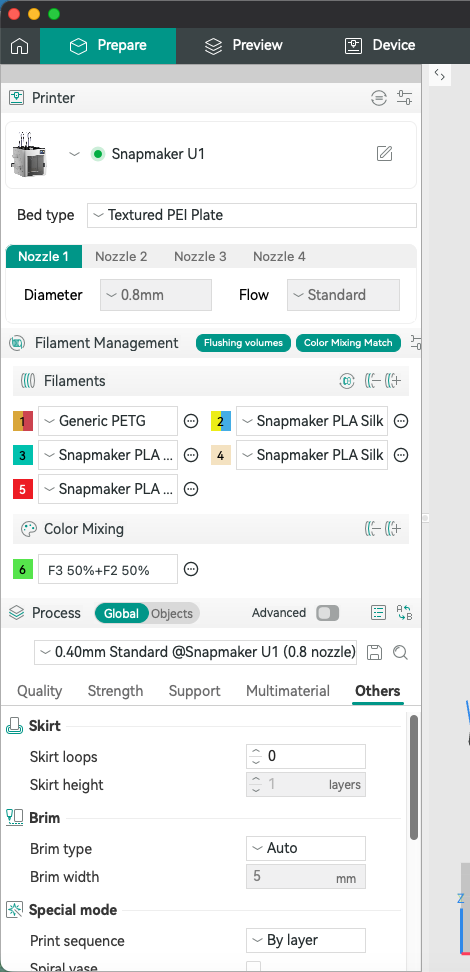 Prepare Preview Device
Printer
Snapmaker U1
Bed type Textured PEI Plate
Nozzle 1 Nozzle 2 Nozzle 3 Nozzle 4
Diameter 0.8mm Flow Standard
Filament Management Flushing volumes Color Mixing Match
Filaments
1 Generic PETG 2 Snapmaker PLA Silk
3 Snapmaker PLA ... 4 Snapmaker PLA Silk
5 Snapmaker PLA ...
Color Mixing
6 F3 50%+F2 50%
Process Global Objects Advanced
0.40mm Standard @Snapmaker U1 (0.8 nozzle)
Quality Strength Support Multimaterial Others
Skirt
Skirt loops 0
Skirt height 1 layers
Brim
Brim type Auto
Brim width 5 mm
Special mode
Print sequence By layer
Spiral vase
Z